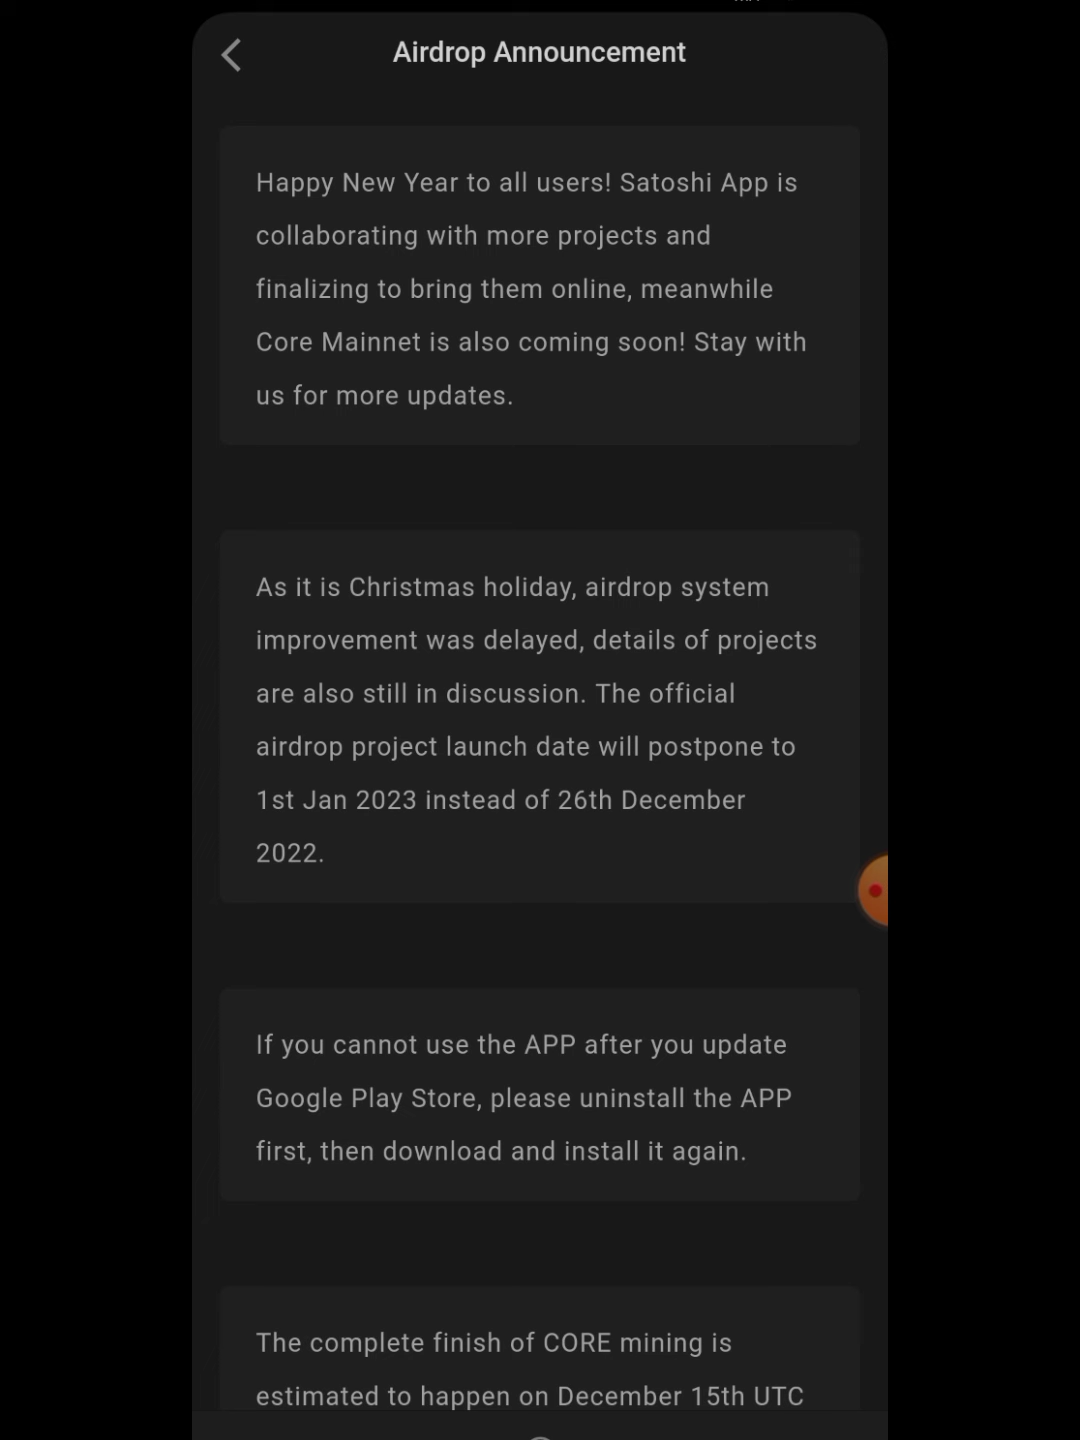 Airdrop Announcement
Happy New Year to all users! Satoshi App is
collaborating with more projects and
finalizing to bring them online, meanwhile
Core Mainnet is also coming soon! Stay with
us for more updates.
As it is Christmas holiday, airdrop system
improvement was delayed, details of projects
are also still in discussion. The official
airdrop project launch date will postpone to
1st Jan 2023 instead of 26th December
2022.
If you cannot use the APP after you update
Google Play Store, please uninstall the APP
first, then download and install it again.
The complete finish of CORE mining is
estimated to happen on December 15th UTC